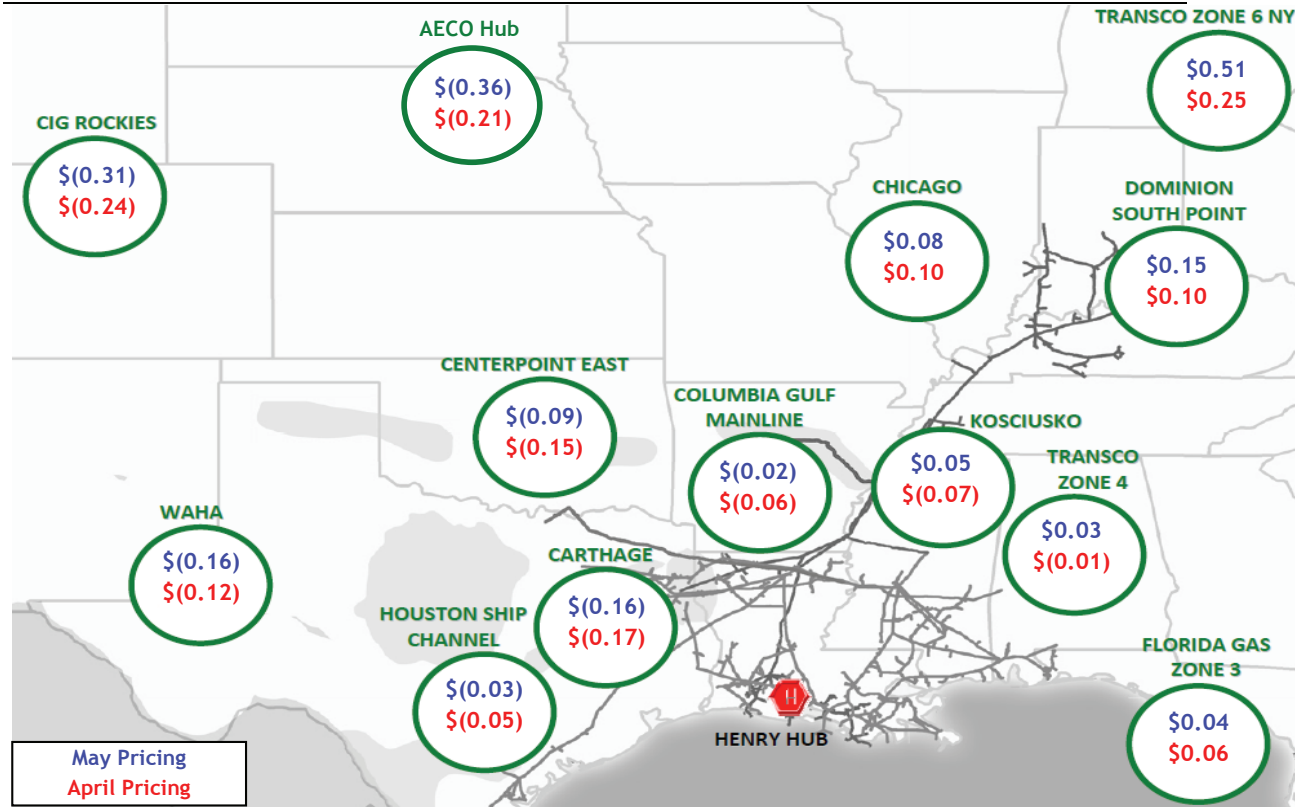 TRANSCO ZONE 6 NY
$0.51
$0.25
AECO Hub
$(0.36)
$(0.21)
CIG ROCKIES
$(0.31)
$(0.24)
CHICAGO
$0.08
$0.10
DOMINION
SOUTH POINT
$0.15
$0.10
CENTERPOINT EAST
$(0.09)
$(0.15)
COLUMBIA GULF
MAINLINE
$(0.02)
$(0.06)
KOSCIUSKO
$0.05
$(0.07)
TRANSCO
ZONE 4
$0.03
$(0.01)
WAHA
$(0.16)
$(0.12)
CARTHAGE
$(0.16)
$(0.17)
HOUSTON SHIP
CHANNEL
$(0.03)
$(0.05)
FLORIDA GAS
ZONE 3
$0.04
$0.06
H
HENRY HUB
May Pricing
April Pricing